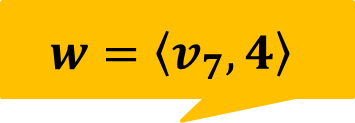 w = ⟨v₇, 4⟩